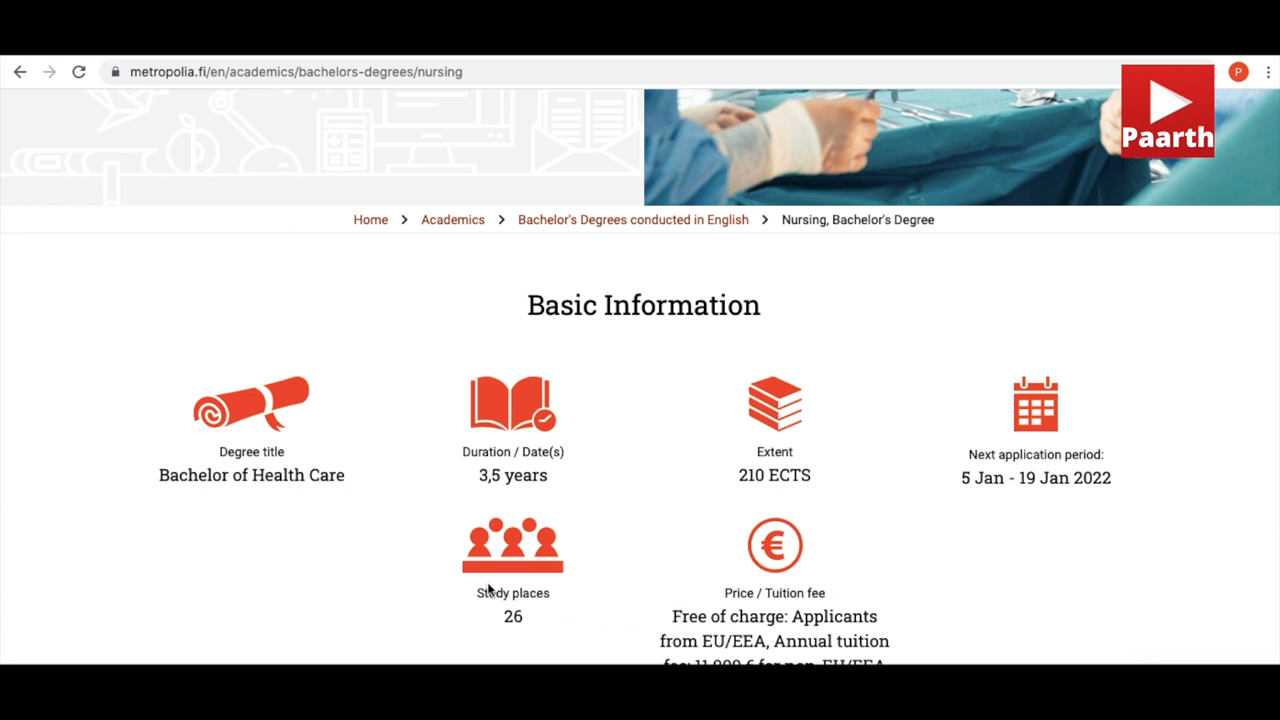 metropolia.fi/en/academics/bachelors-degrees/nursing
P
Paarth
Home > Academics > Bachelor's Degrees conducted in English > Nursing, Bachelor's Degree
Basic Information
Degree title
Bachelor of Health Care
Duration / Date(s)
3,5 years
Extent
210 ECTS
Next application period:
5 Jan - 19 Jan 2022
Study places
26
Price / Tuition fee
Free of charge: Applicants
from EU/EEA, Annual tuition